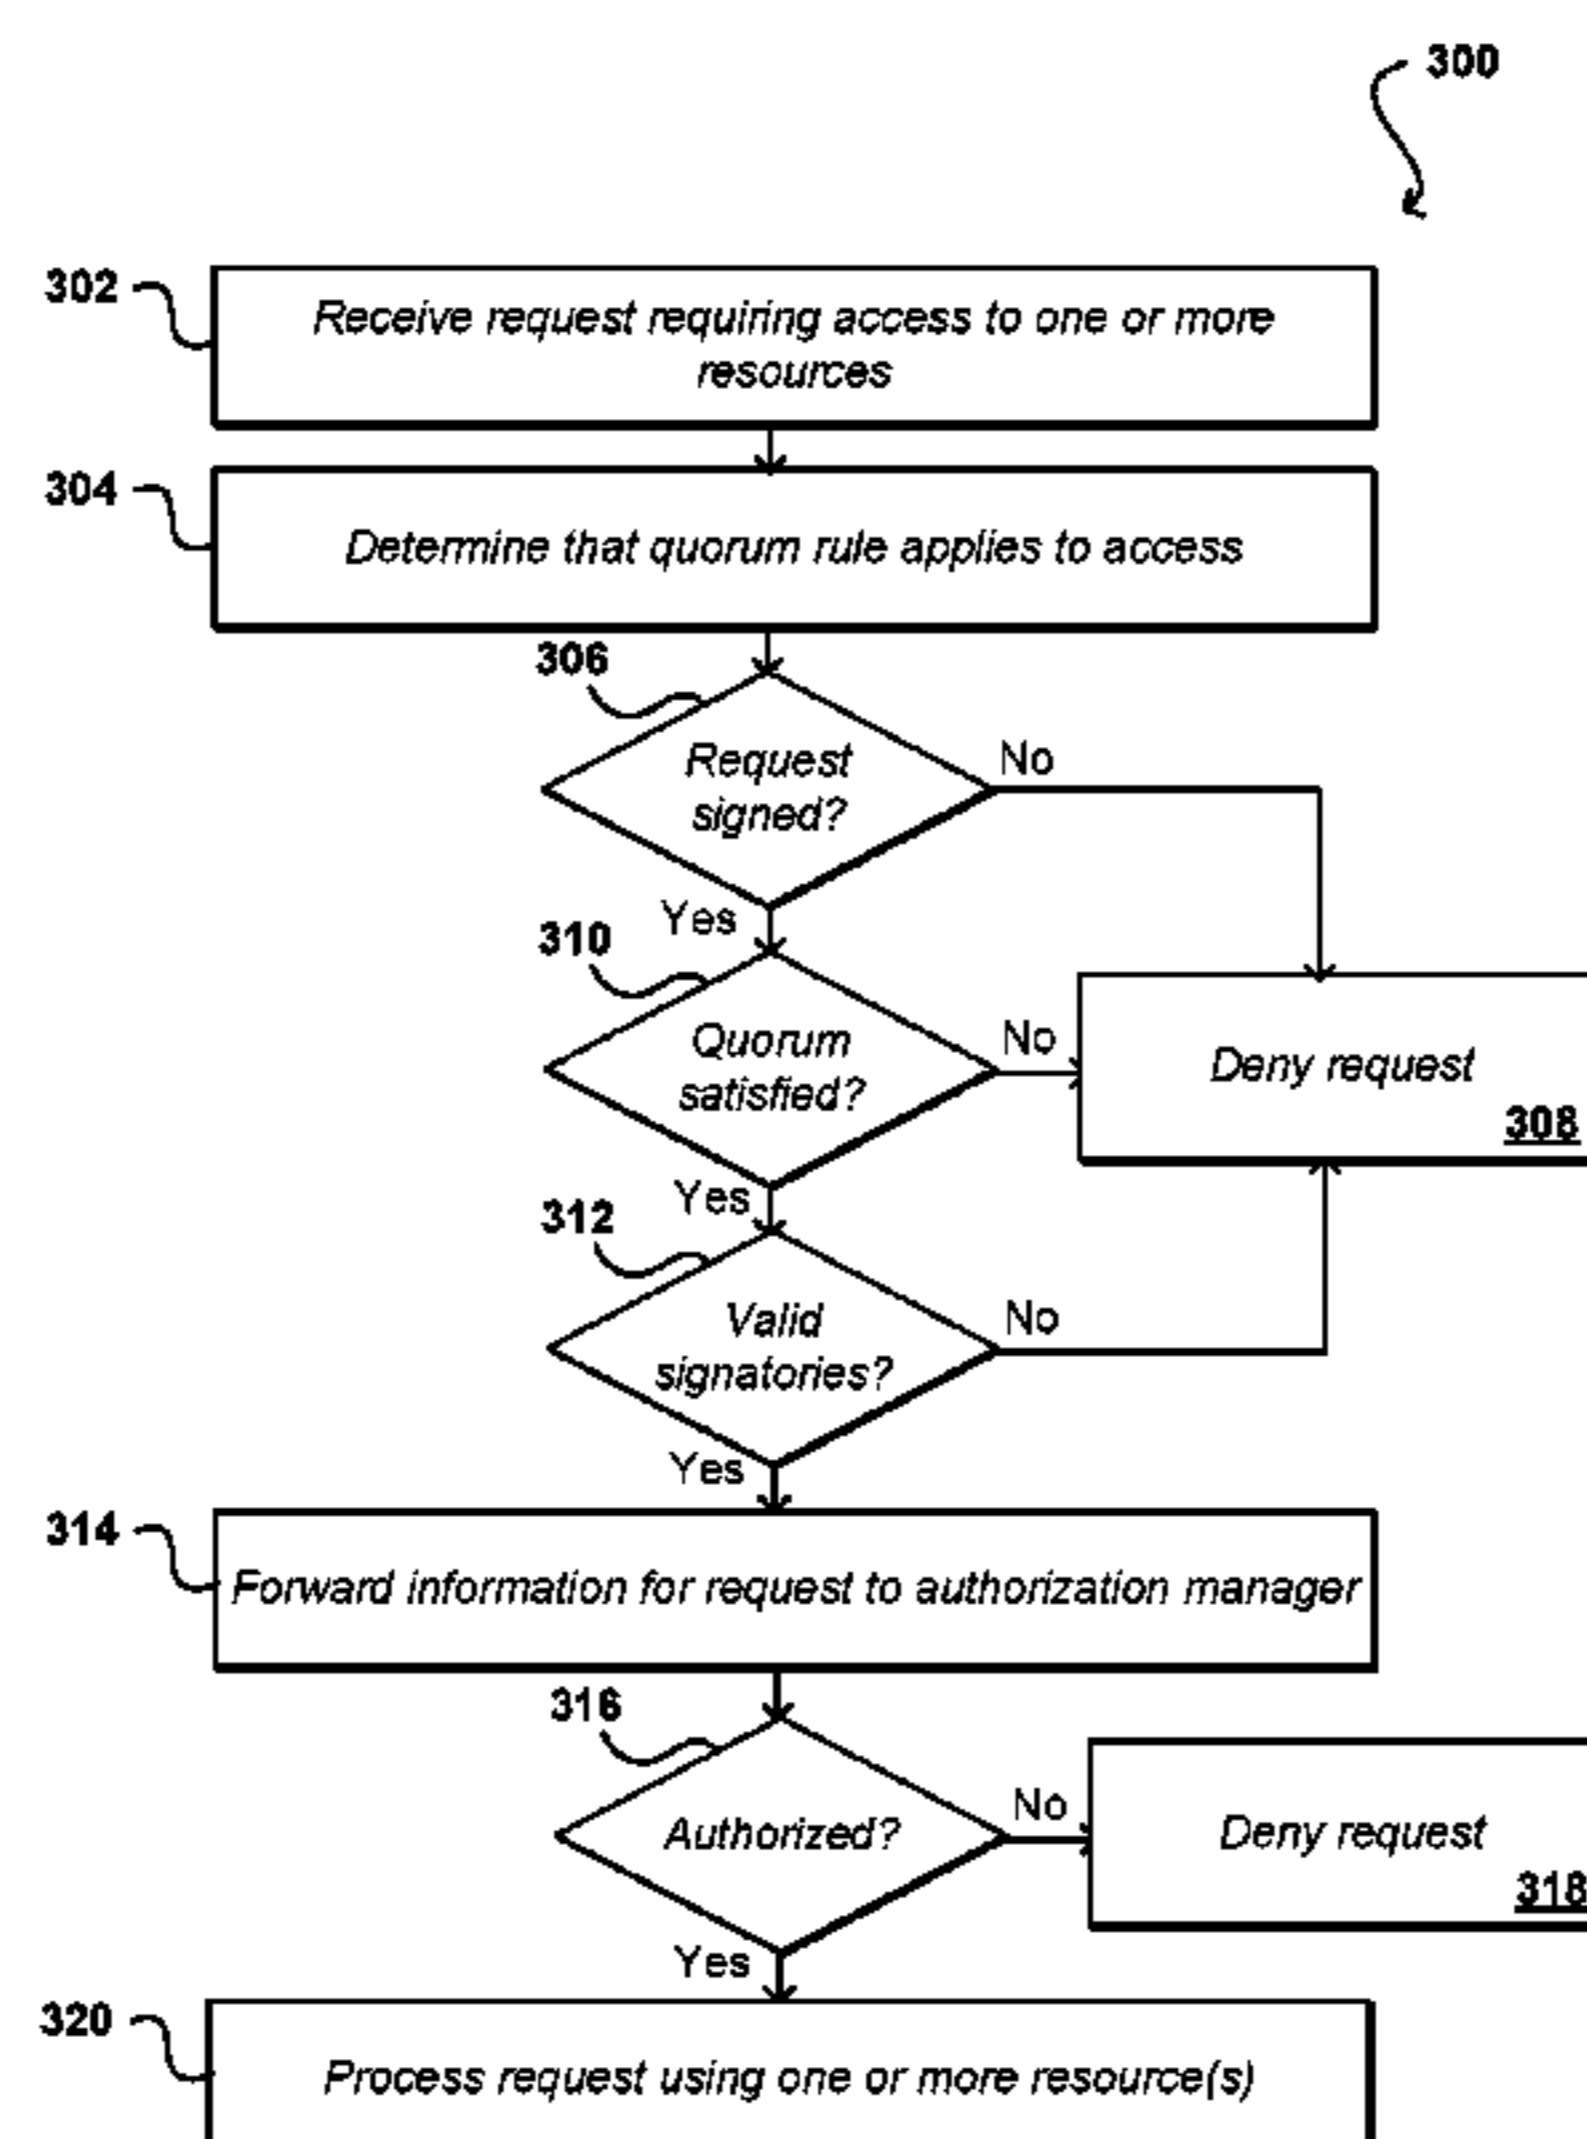 300
302
Receive request requiring access to one or more
resources
304
Determine that quorum rule applies to access
306
Request
signed?
No
Yes
310
Quorum
satisfied?
No
Deny request
308
Yes
312
Valid
signatories?
No
Yes
314
Forward information for request to authorization manager
316
Authorized?
No
Deny request
318
Yes
320
Process request using one or more resource(s)